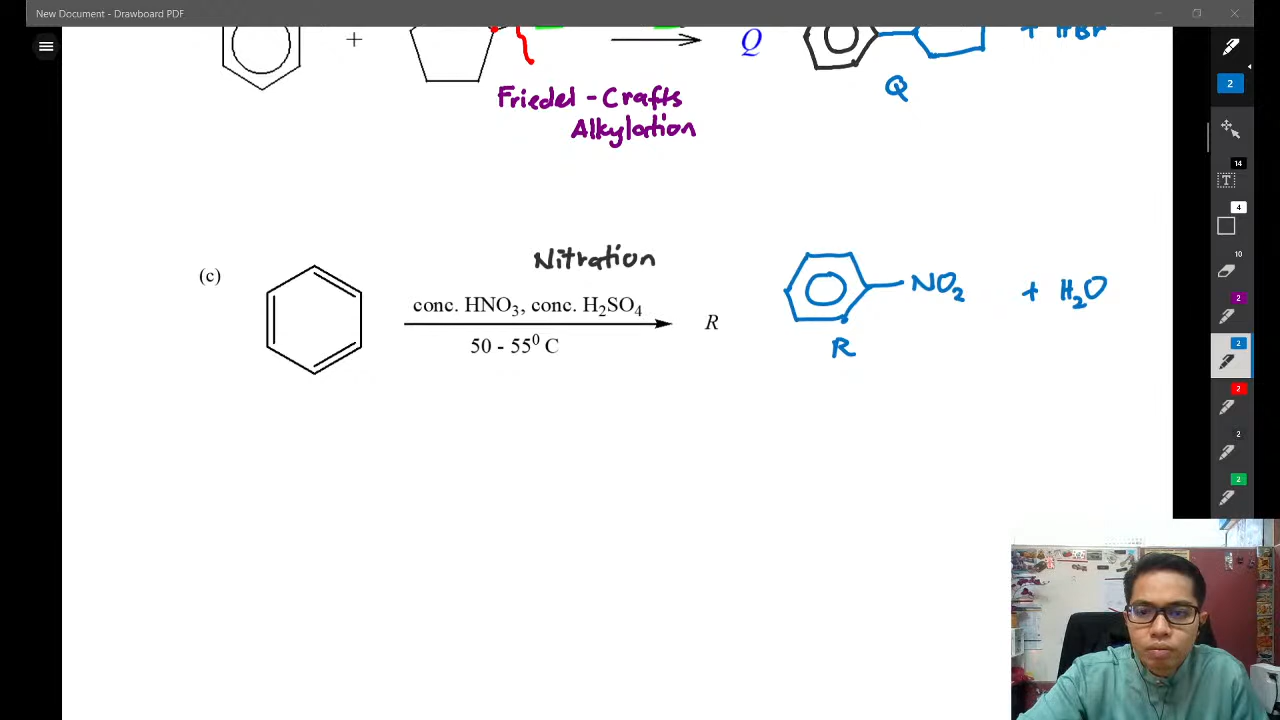 New Document - Drawboard PDF
+
Q
+ HBr
Q
Friedel - Crafts
Alkylation
2
14
T
4
10
2
2
2
2
2
(c)
Nitration
conc. HNO3, conc. H2SO4
50 - 55⁰ C
R
NO2
+ H2O
R